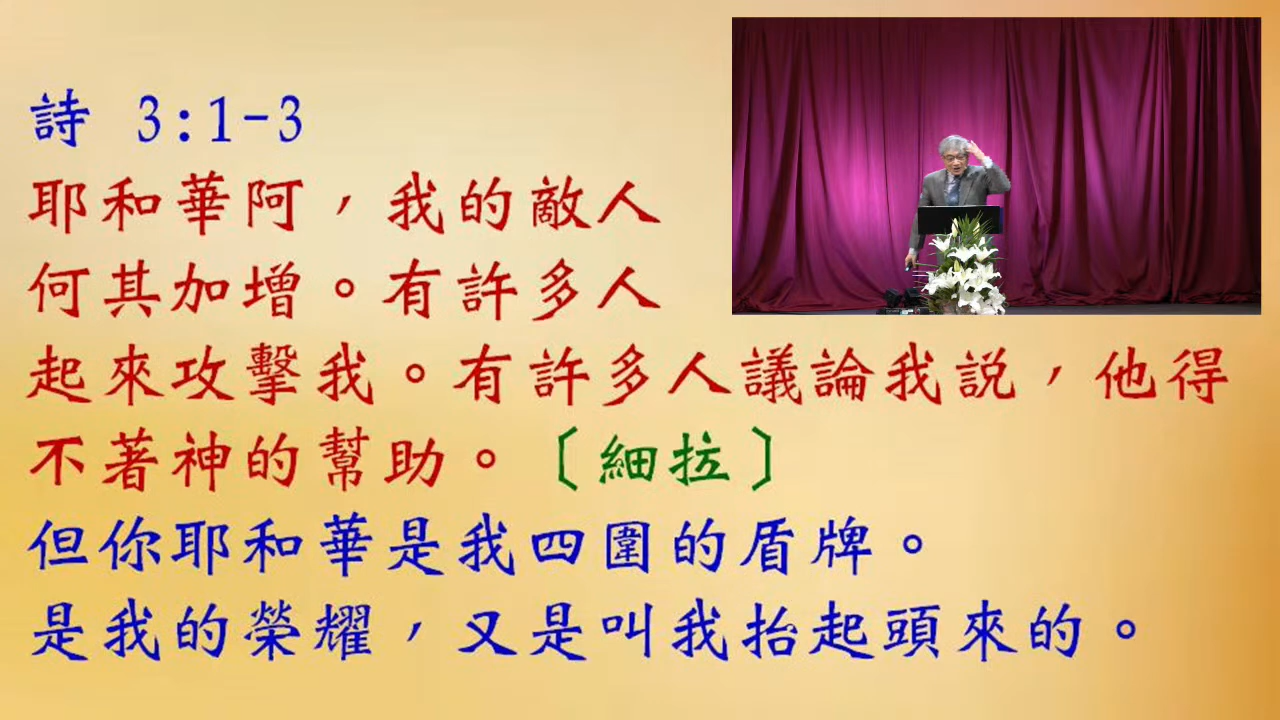 詩 3:1-3
耶和華阿，我的敵人
何其加增。有許多人
起來攻擊我。有許多人議論我説，他得
不著神的幫助。〔細拉〕
但你耶和華是我四圍的盾牌。
是我的榮耀，又是叫我抬起頭來的。